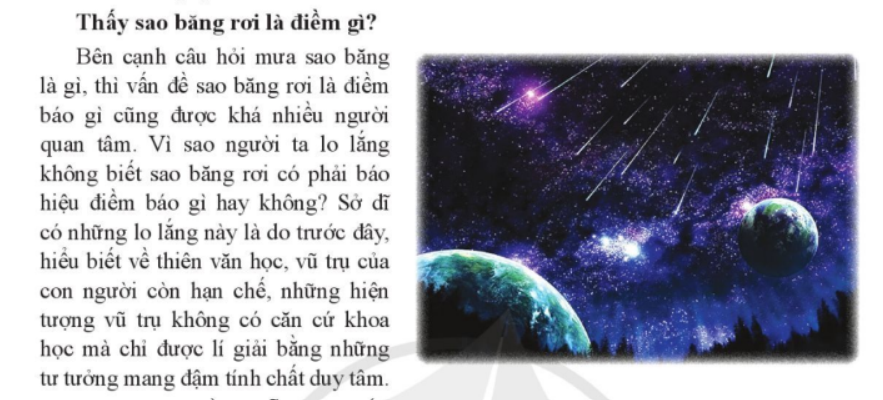 Thấy sao băng rơi là điềm gì?
Bên cạnh câu hỏi mưa sao băng
là gì, thì vấn đề sao băng rơi là điềm
báo gì cũng được khá nhiều người
quan tâm. Vì sao người ta lo lắng
không biết sao băng rơi có phải báo
hiệu điềm báo gì hay không? Sở dĩ
có những lo lắng này là do trước đây,
hiểu biết về thiên văn học, vũ trụ của
con người còn hạn chế, những hiện
tượng vũ trụ không có căn cứ khoa
học mà chỉ được lí giải bằng những
tư tưởng mang đậm tính chất duy tâm.